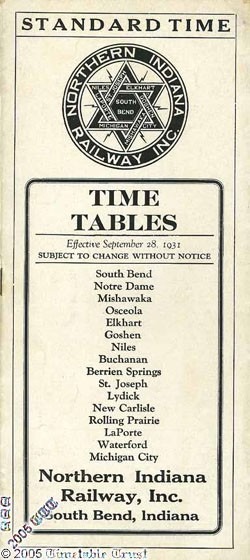 STANDARD TIME
NORTHERN INDIANA
RAILWAY INC.
NILES
ELKHART
SOUTH
BEND
MICHIGAN
CITY
TIME
TABLES
Effective September 28, 1931
SUBJECT TO CHANGE WITHOUT NOTICE
South Bend
Notre Dame
Mishawaka
Osceola
Elkhart
Goshen
Niles
Buchanan
Berrien Springs
St. Joseph
Lydick
New Carlisle
Rolling Prairie
LaPorte
Waterford
Michigan City
Northern Indiana
Railway, Inc.
South Bend, Indiana
2005
©2005 Timetable Trust